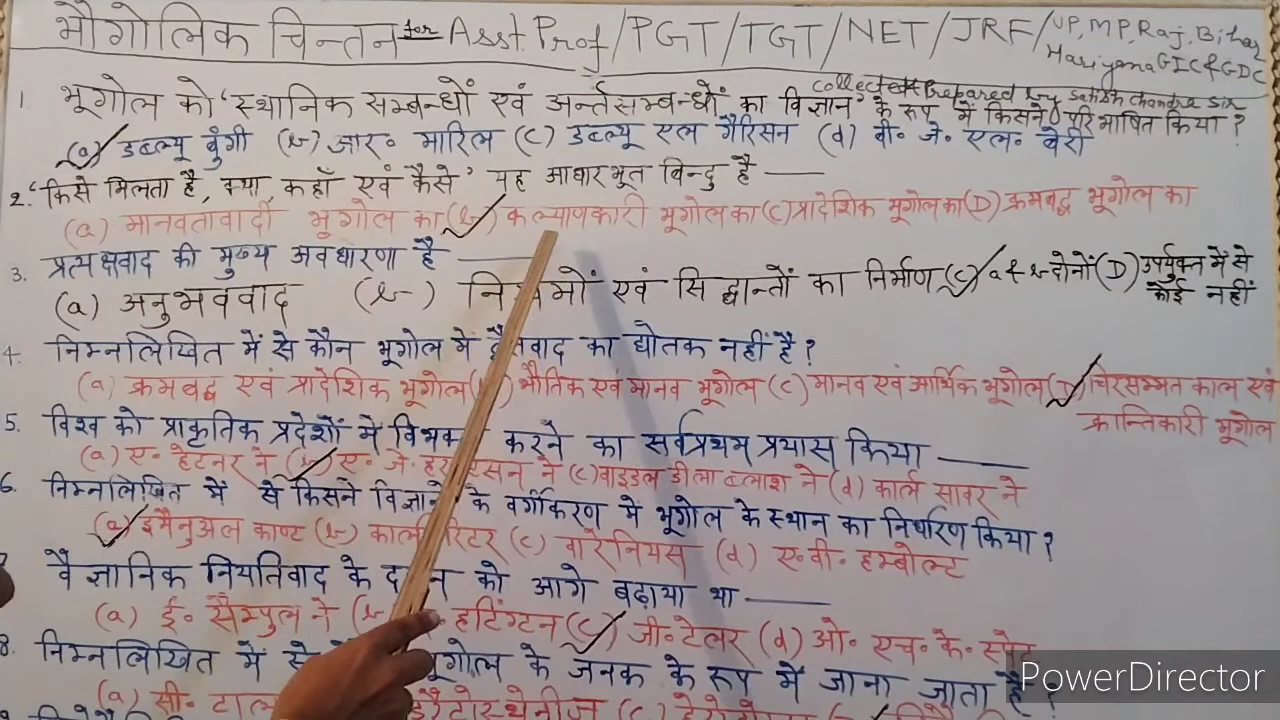 भौगोलिक चिन्तन for Asst. Prof/PGT/TGT/NET/JRF/UP, MP, Raj, Bihar
Hariyana GIC & GDC
collected & Prepared by Satish chandra sir
1. भूगोल को 'स्थानिक सम्बन्धों एवं अर्न्तसम्बन्धों का विज्ञान' के रूप में किसने परिभाषित किया?
(a) डब्ल्यू बुंगी (b) आर० मारिल (c) डब्ल्यू एल गैरिसन (d) बी० जे० एल० बेरी
2. 'किसे मिलता है, क्या, कहाँ एवं कैसे' यह आधारभूत बिन्दु है ——
(a) मानवतावादी भूगोल का (b) कल्याणकारी भूगोल का (C) प्रादेशिक भूगोल का (D) क्रमबद्ध भूगोल का
3. प्रत्यक्षवाद की मुख्य अवधारणा है ——
(a) अनुभववाद (b) नियमों एवं सिद्धान्तों का निर्माण (C) a & b दोनों (D) उपर्युक्त में से
कोई नहीं
4. निम्नलिखित में से कौन भूगोल में द्वैतवाद का द्योतक नहीं है?
(a) क्रमबद्ध एवं प्रादेशिक भूगोल (b) भौतिक एवं मानव भूगोल (C) मानव एवं आर्थिक भूगोल (D) चिरसम्मत काल एवं
क्रान्तिकारी भूगोल
5. विश्व को प्राकृतिक प्रदेशों में विभक्त करने का सर्वप्रथम प्रयास किया ——
(a) ए० हेटनर ने (b) ए० जे० ने (c) वाइडल डी ला ब्लाश ने (d) कार्ल सावर ने
6. निम्नलिखित में से किसने विज्ञानों के वर्गीकरण में भूगोल के स्थान का निर्धारण किया?
(a) इमैनुअल काण्ट (b) कार्ल रिटर (c) वारेनियस (d) ए० वी० हम्बोल्ट
वैज्ञानिक नियतिवाद के को आगे बढ़ाया था ——
(a) ई० सैम्पुल ने (b) हटिंग्टन (C) जी० टेलर (d) ओ० एच० के० स्पेट
8. निम्नलिखित में से भूगोल के जनक के रूप में जाना जाता है?
(a) सी० इरेटोस्थेनीज (C)
PowerDirector